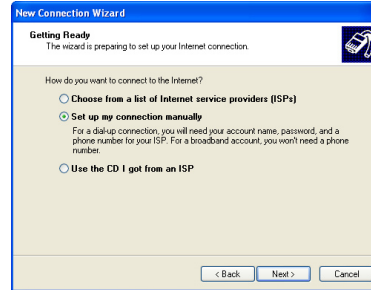 New Connection Wizard
Getting Ready
The wizard is preparing to set up your Internet connection.
How do you want to connect to the Internet?
Choose from a list of Internet service providers (ISPs)
Set up my connection manually
For a dial-up connection, you will need your account name, password, and a
phone number for your ISP. For a broadband account, you won't need a phone
number.
Use the CD I got from an ISP
< Back
Next >
Cancel